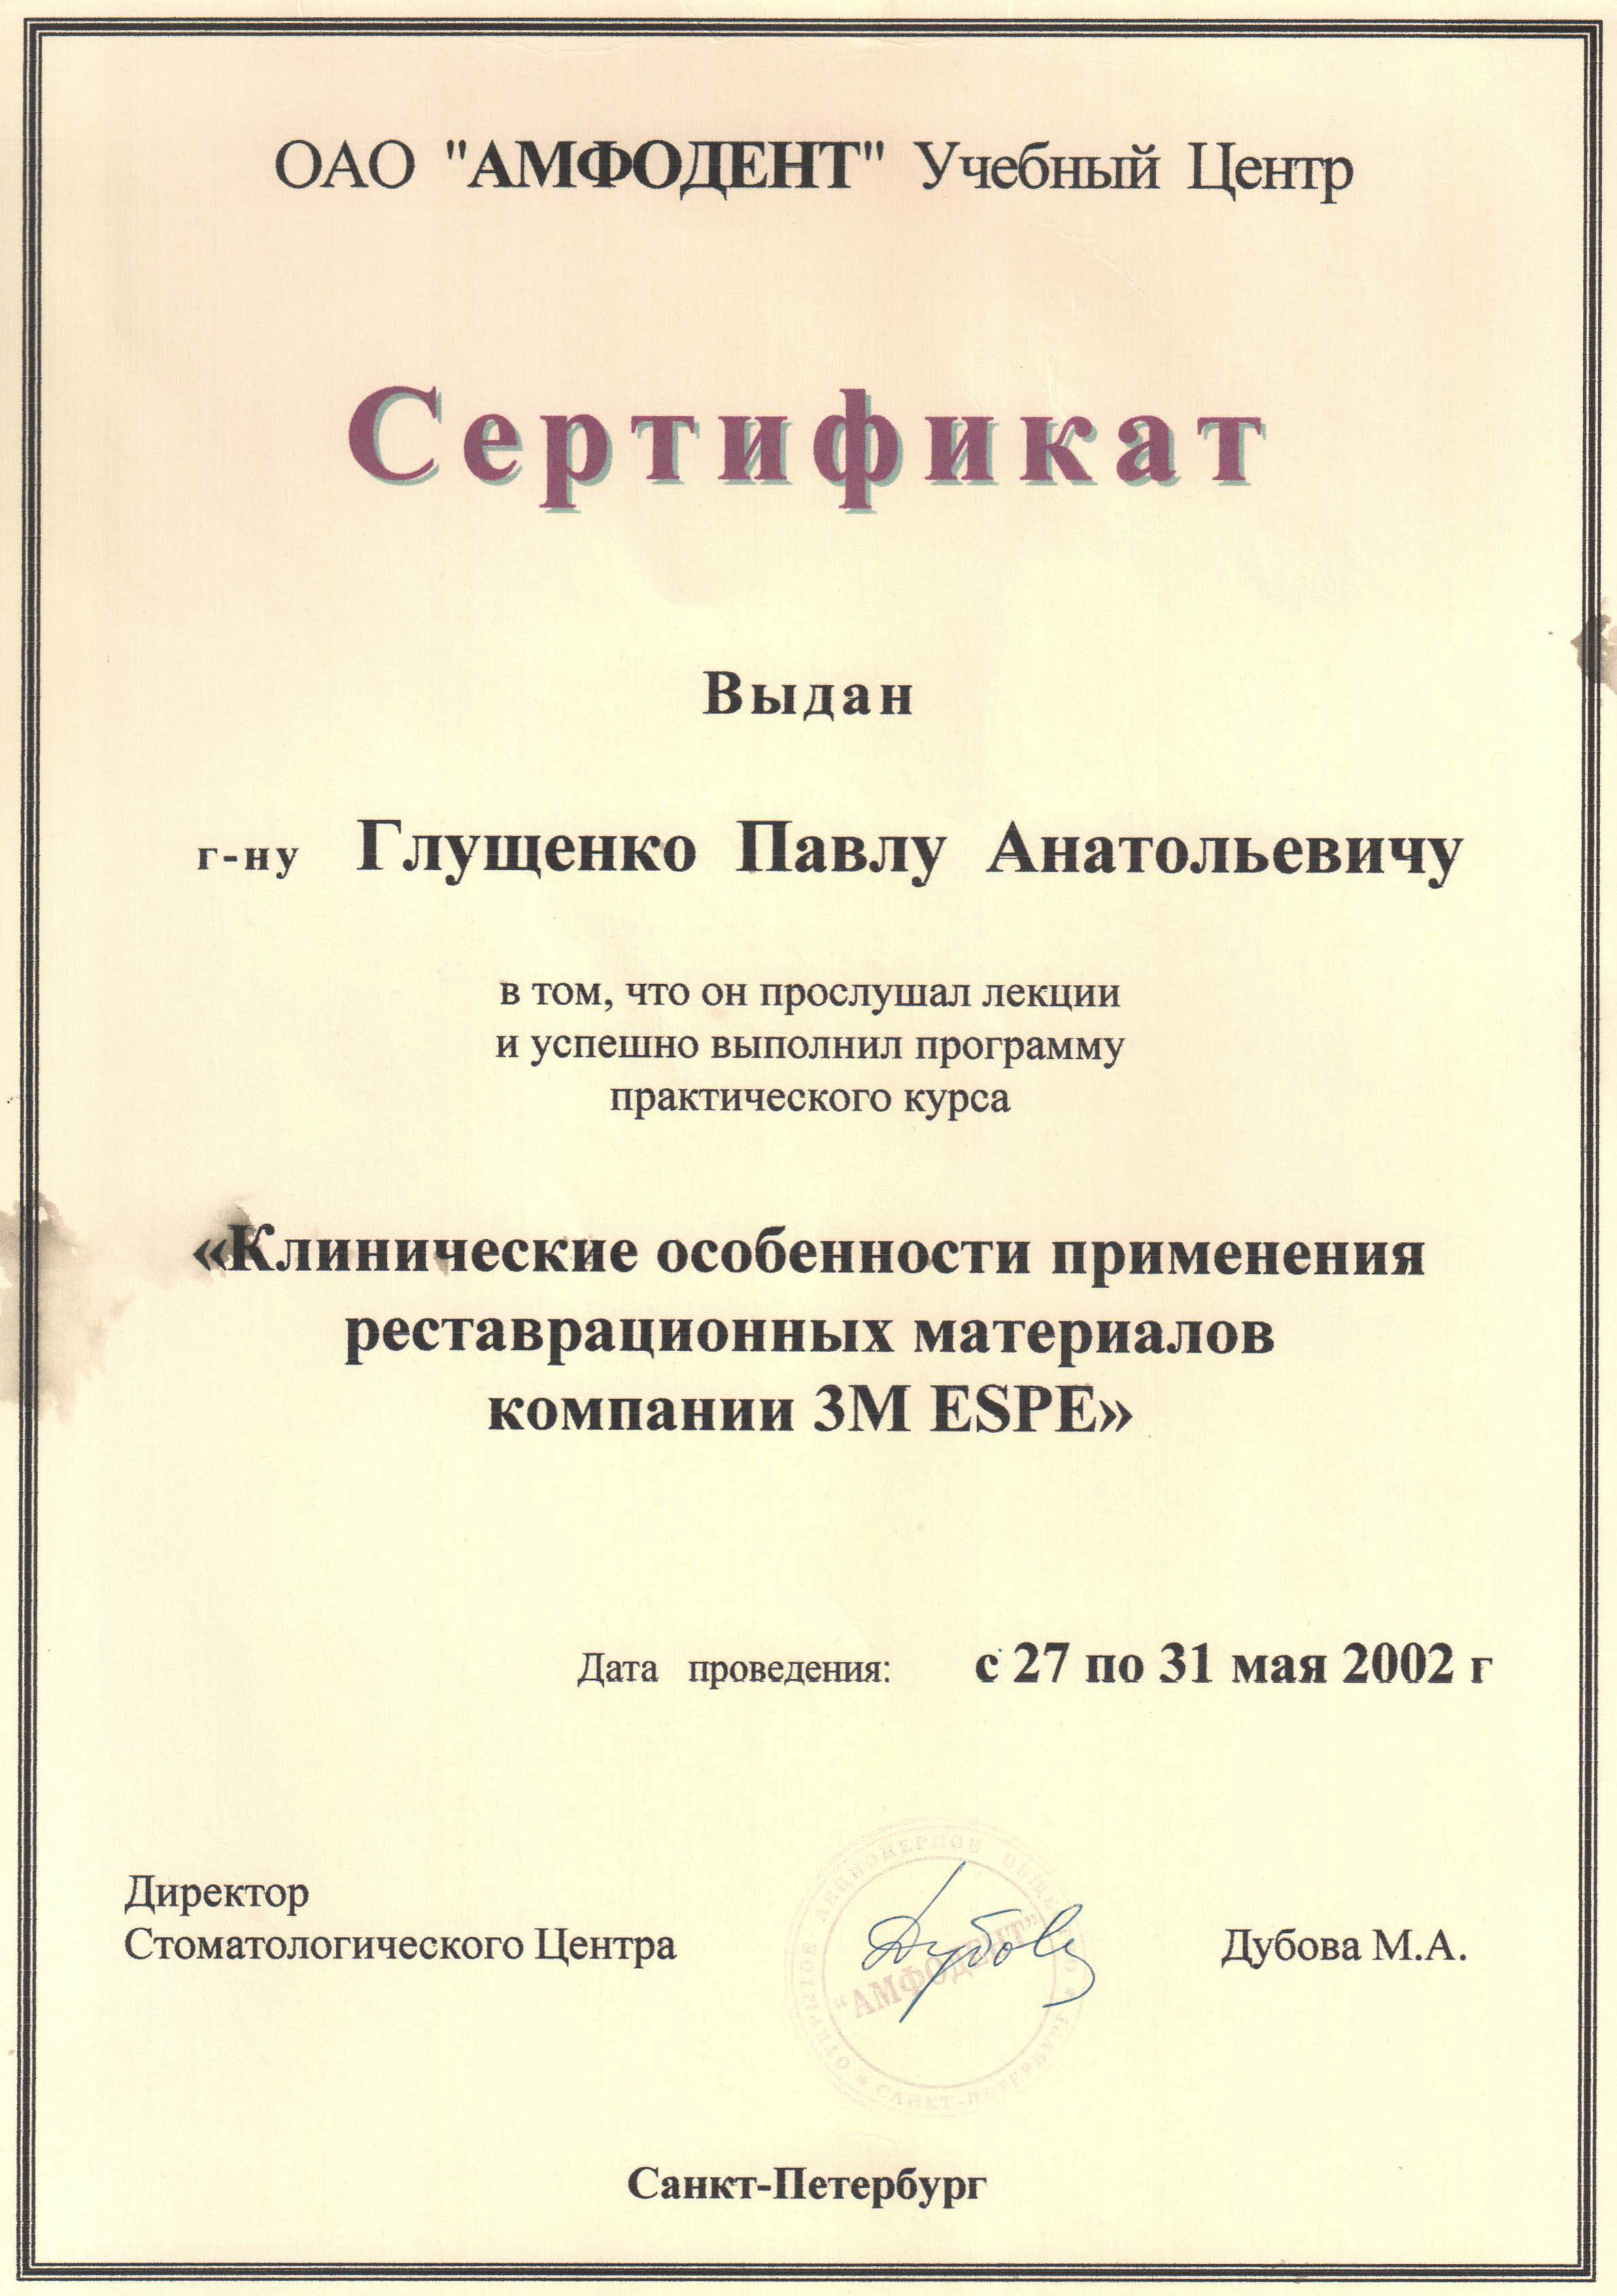 ОАО "АМФОДЕНТ" Учебный Центр
Сертификат
Выдан
г-ну Глущенко Павлу Анатольевичу
в том, что он прослушал лекции
и успешно выполнил программу
практического курса
«Клинические особенности применения
реставрационных материалов
компании 3M ESPE»
Дата проведения: с 27 по 31 мая 2002 г
Директор
Стоматологического Центра
Дубова М.А.
ОТКРЫТОЕ АКЦИОНЕРНОЕ ОБЩЕСТВО * САНКТ-ПЕТЕРБУРГ *
"АМФОДЕНТ"
Санкт-Петербург